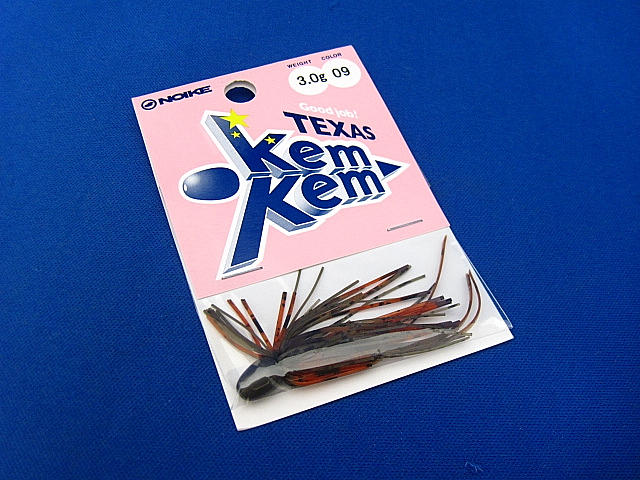 NOIKE
WEIGHT COLOR
3.0g 09
Good job!
TEXAS
Kem
Kem